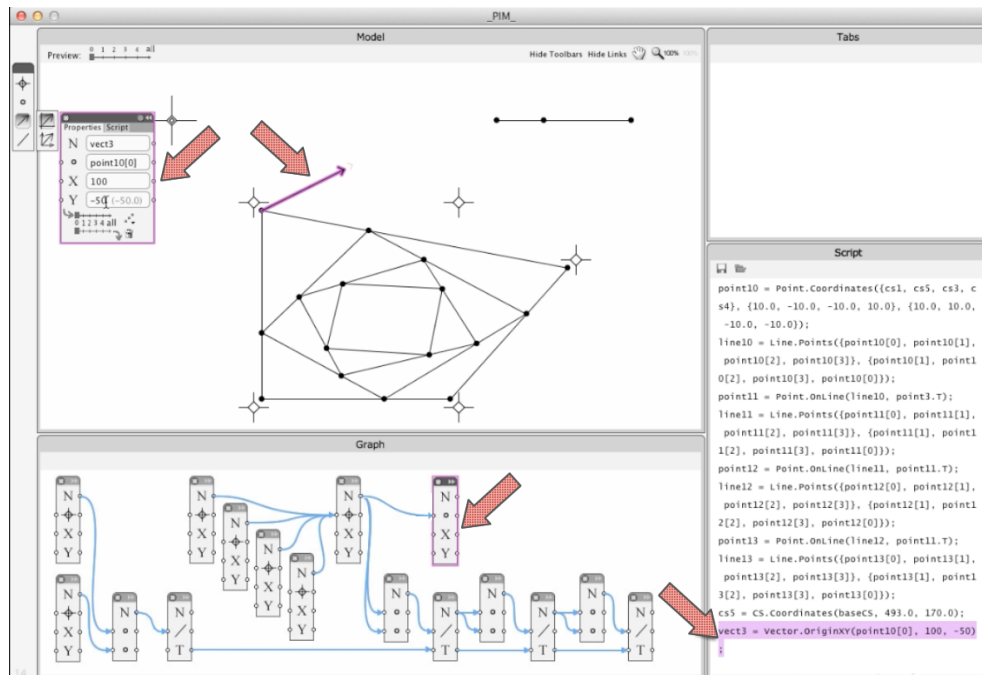 _PIM_
Model
Preview:
0 1 2 3 4 all
Hide Toolbars Hide Links
100%
100%
Properties Script
N vect3
point10[0]
X 100
Y -50 (-50.0)
0 1 2 3 4 all
Graph
N
X
Y
N
X
Y
N
X
Y
N
X
Y
N
X
Y
N
X
Y
N
X
Y
N
X
Y
N
N
T
N
N
T
N
N
T
N
N
T
14
Tabs
Script
point10 = Point.Coordinates({cs1, cs5, cs3, c
s4}, {10.0, -10.0, -10.0, 10.0}, {10.0, 10.0,
-10.0, -10.0});
line10 = Line.Points({point10[0], point10[1],
point10[2], point10[3]}, {point10[1], point1
0[2], point10[3], point10[0]});
point11 = Point.OnLine(line10, point3.T);
line11 = Line.Points({point11[0], point11[1],
point11[2], point11[3]}, {point11[1], point1
1[2], point11[3], point11[0]});
point12 = Point.OnLine(line11, point11.T);
line12 = Line.Points({point12[0], point12[1],
point12[2], point12[3]}, {point12[1], point1
2[2], point12[3], point12[0]});
point13 = Point.OnLine(line12, point11.T);
line13 = Line.Points({point13[0], point13[1],
point13[2], point13[3]}, {point13[1], point1
3[2], point13[3], point13[0]});
cs5 = CS.Coordinates(baseCS, 493.0, 170.0);
vect3 = Vector.OriginXY(point10[0], 100, -50)
;